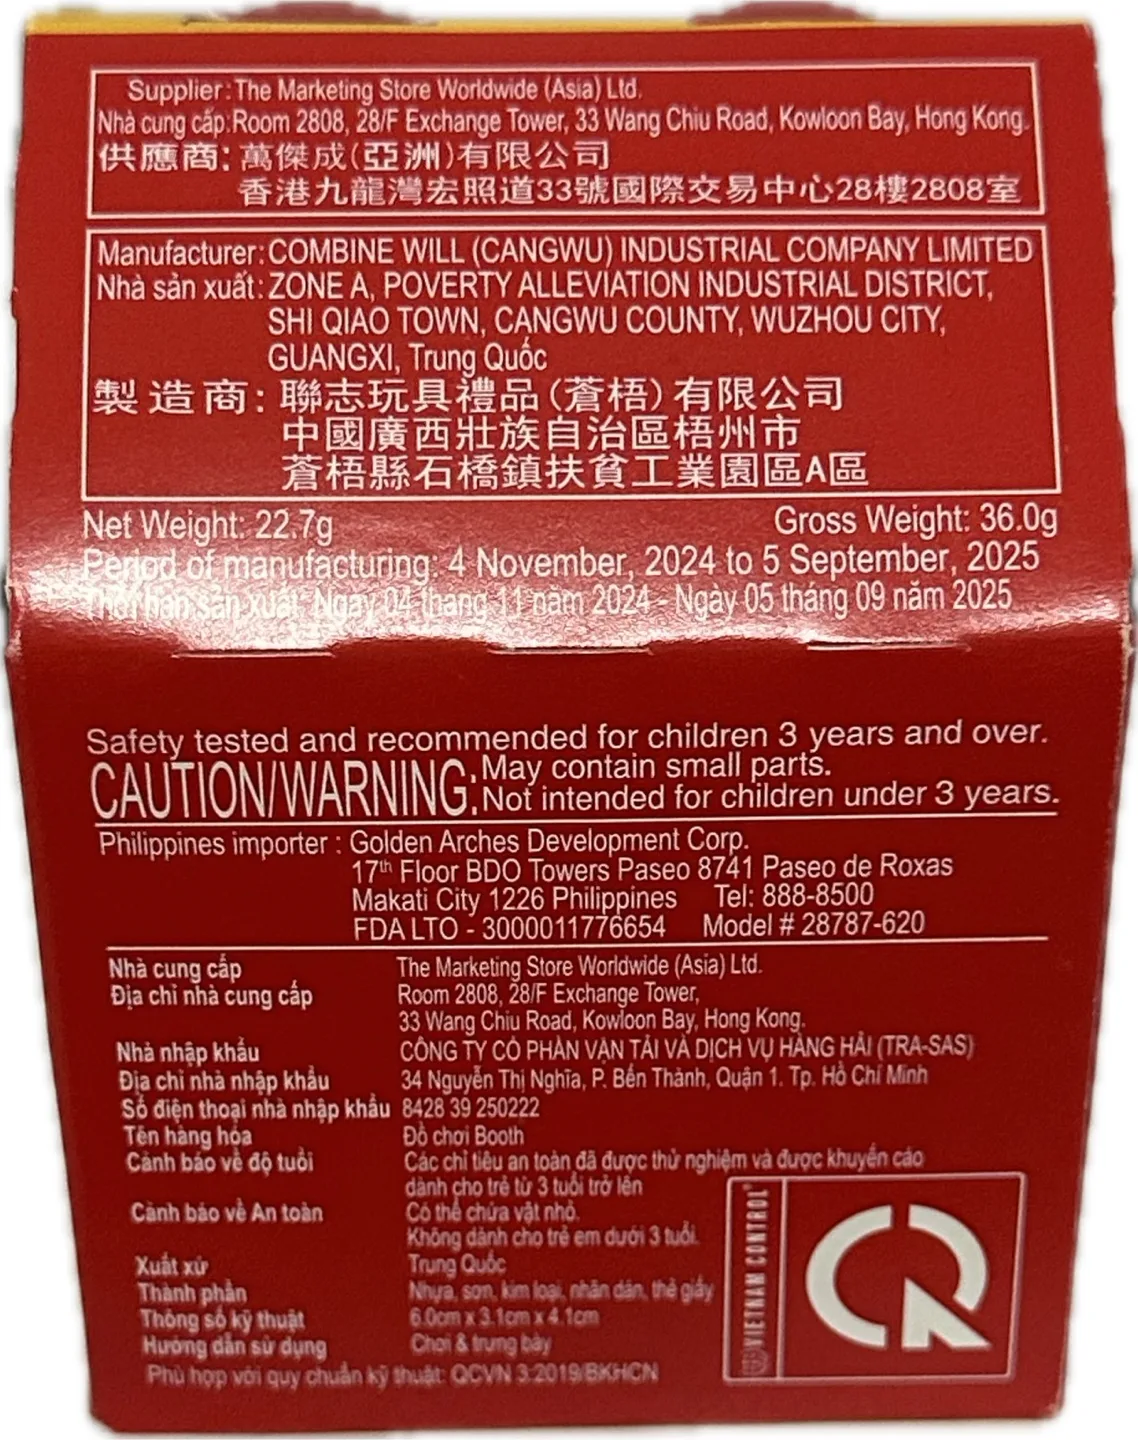 Supplier: The Marketing Store Worldwide (Asia) Ltd.
Nhà cung cấp: Room 2808, 28/F Exchange Tower, 33 Wang Chiu Road, Kowloon Bay, Hong Kong.
供應商: 萬傑成(亞洲)有限公司
香港九龍灣宏照道33號國際交易中心28樓2808室
Manufacturer: COMBINE WILL (CANGWU) INDUSTRIAL COMPANY LIMITED
Nhà sản xuất: ZONE A, POVERTY ALLEVIATION INDUSTRIAL DISTRICT,
SHI QIAO TOWN, CANGWU COUNTY, WUZHOU CITY,
GUANGXI, Trung Quốc
製造商: 聯志玩具禮品(蒼梧)有限公司
中國廣西壯族自治區梧州市
蒼梧縣石橋鎮扶貧工業園區A區
Net Weight: 22.7g Gross Weight: 36.0g
Period of manufacturing: 4 November, 2024 to 5 September, 2025
Thời hạn sản xuất: Ngày 04 tháng 11 năm 2024 - Ngày 05 tháng 09 năm 2025
Safety tested and recommended for children 3 years and over.
CAUTION/WARNING: May contain small parts.
Not intended for children under 3 years.
Philippines importer : Golden Arches Development Corp.
17th Floor BDO Towers Paseo 8741 Paseo de Roxas
Makati City 1226 Philippines Tel: 888-8500
FDA LTO - 3000011776654 Model # 28787-620
Nhà cung cấp The Marketing Store Worldwide (Asia) Ltd.
Địa chỉ nhà cung cấp Room 2808, 28/F Exchange Tower,
33 Wang Chiu Road, Kowloon Bay, Hong Kong.
Nhà nhập khẩu CÔNG TY CỔ PHẦN VẬN TẢI VÀ DỊCH VỤ HÀNG HẢI (TRA-SAS)
Địa chỉ nhà nhập khẩu 34 Nguyễn Thị Nghĩa, P. Bến Thành, Quận 1. Tp. Hồ Chí Minh
Số điện thoại nhà nhập khẩu 8428 39 250222
Tên hàng hóa Đồ chơi Booth
Cảnh báo về độ tuổi Các chỉ tiêu an toàn đã được thử nghiệm và được khuyến cáo
dành cho trẻ từ 3 tuổi trở lên
Cảnh báo về An toàn Có thể chứa vật nhỏ.
Không dành cho trẻ em dưới 3 tuổi.
Xuất xứ Trung Quốc
Thành phần Nhựa, sơn, kim loại, nhãn dán, thẻ giấy
Thông số kỹ thuật 6.0cm x 3.1cm x 4.1cm
Hướng dẫn sử dụng Chơi & trưng bày
Phù hợp với quy chuẩn kỹ thuật: QCVN 3:2019/BKHCN
VIETNAM CONTROL
CR